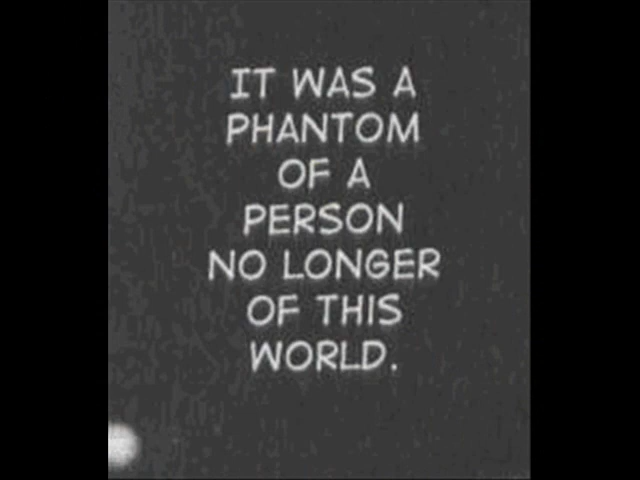 IT WAS A
PHANTOM
OF A
PERSON
NO LONGER
OF THIS
WORLD.